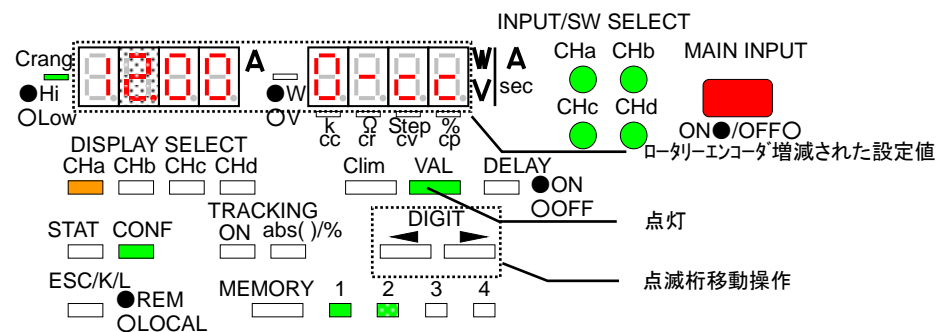 INPUT/SW SELECT
Crang
CHa CHb
MAIN INPUT
1.200 A
0-cc
W A
V sec
●Hi
●W
○Low
○V
CHc CHd
k Ω Step %
cc cr cv cp
ON●/OFF○
ロータリーエンコーダ増減された設定値
DISPLAY SELECT
CHa CHb CHc CHd
Clim VAL DELAY
●ON
○OFF
点灯
STAT CONF
TRACKING
ON abs( )/%
DIGIT
◄ ►
点滅桁移動操作
ESC/K/L
●REM
○LOCAL
MEMORY 1 2 3 4